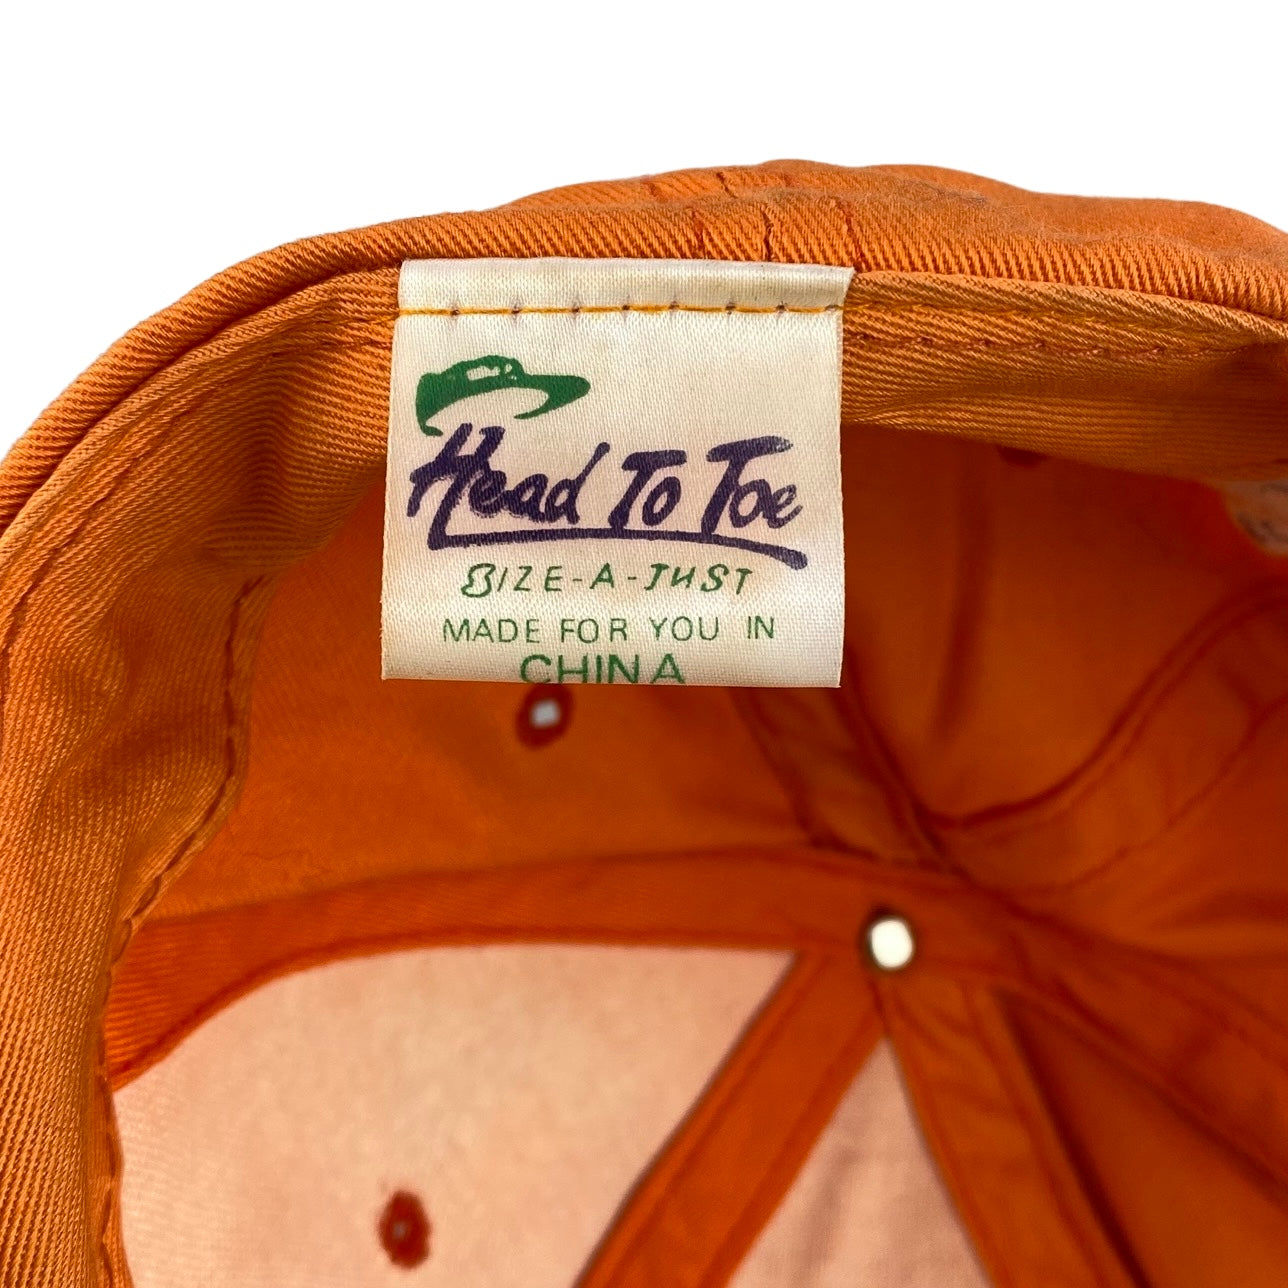 Head To Toe
SIZE-A-JUST
MADE FOR YOU IN
CHINA